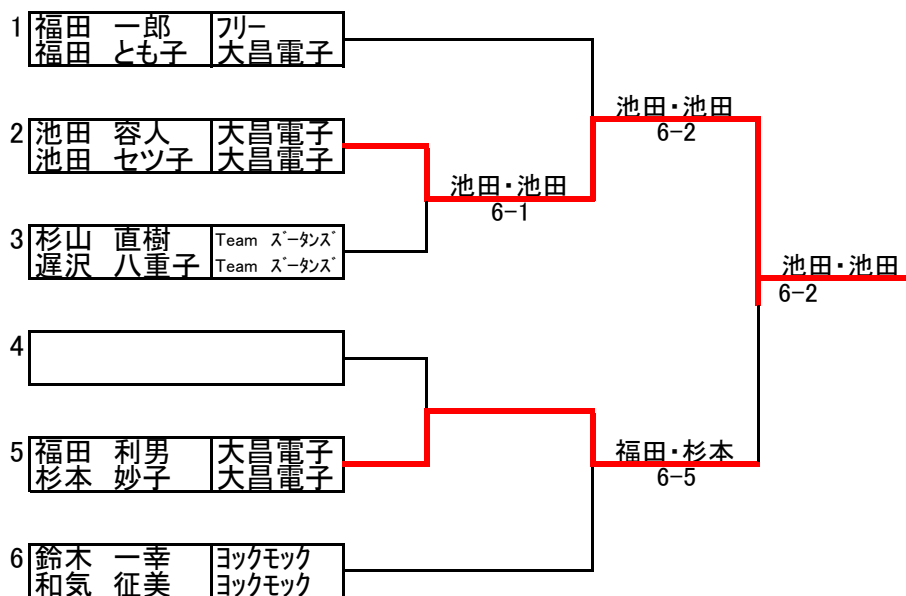 1 福田 一郎 フリー
福田 とも子 大昌電子
池田・池田
6-2
2 池田 容人 大昌電子
池田 セツ子 大昌電子
池田・池田
6-1
3 杉山 直樹 Team ズータンズ
遅沢 八重子 Team ズータンズ
池田・池田
6-2
4
5 福田 利男 大昌電子
杉本 妙子 大昌電子
福田・杉本
6-5
6 鈴木 一幸 ヨックモック
和気 征美 ヨックモック